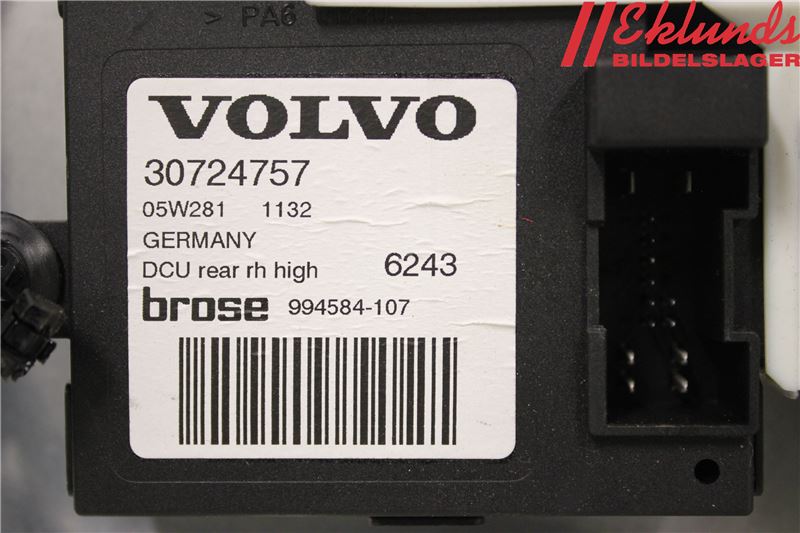 > PA6
Eklunds
BILDELSLAGER
VOLVO
30724757
05W281 1132
GERMANY
DCU rear rh high 6243
brose 994584-107